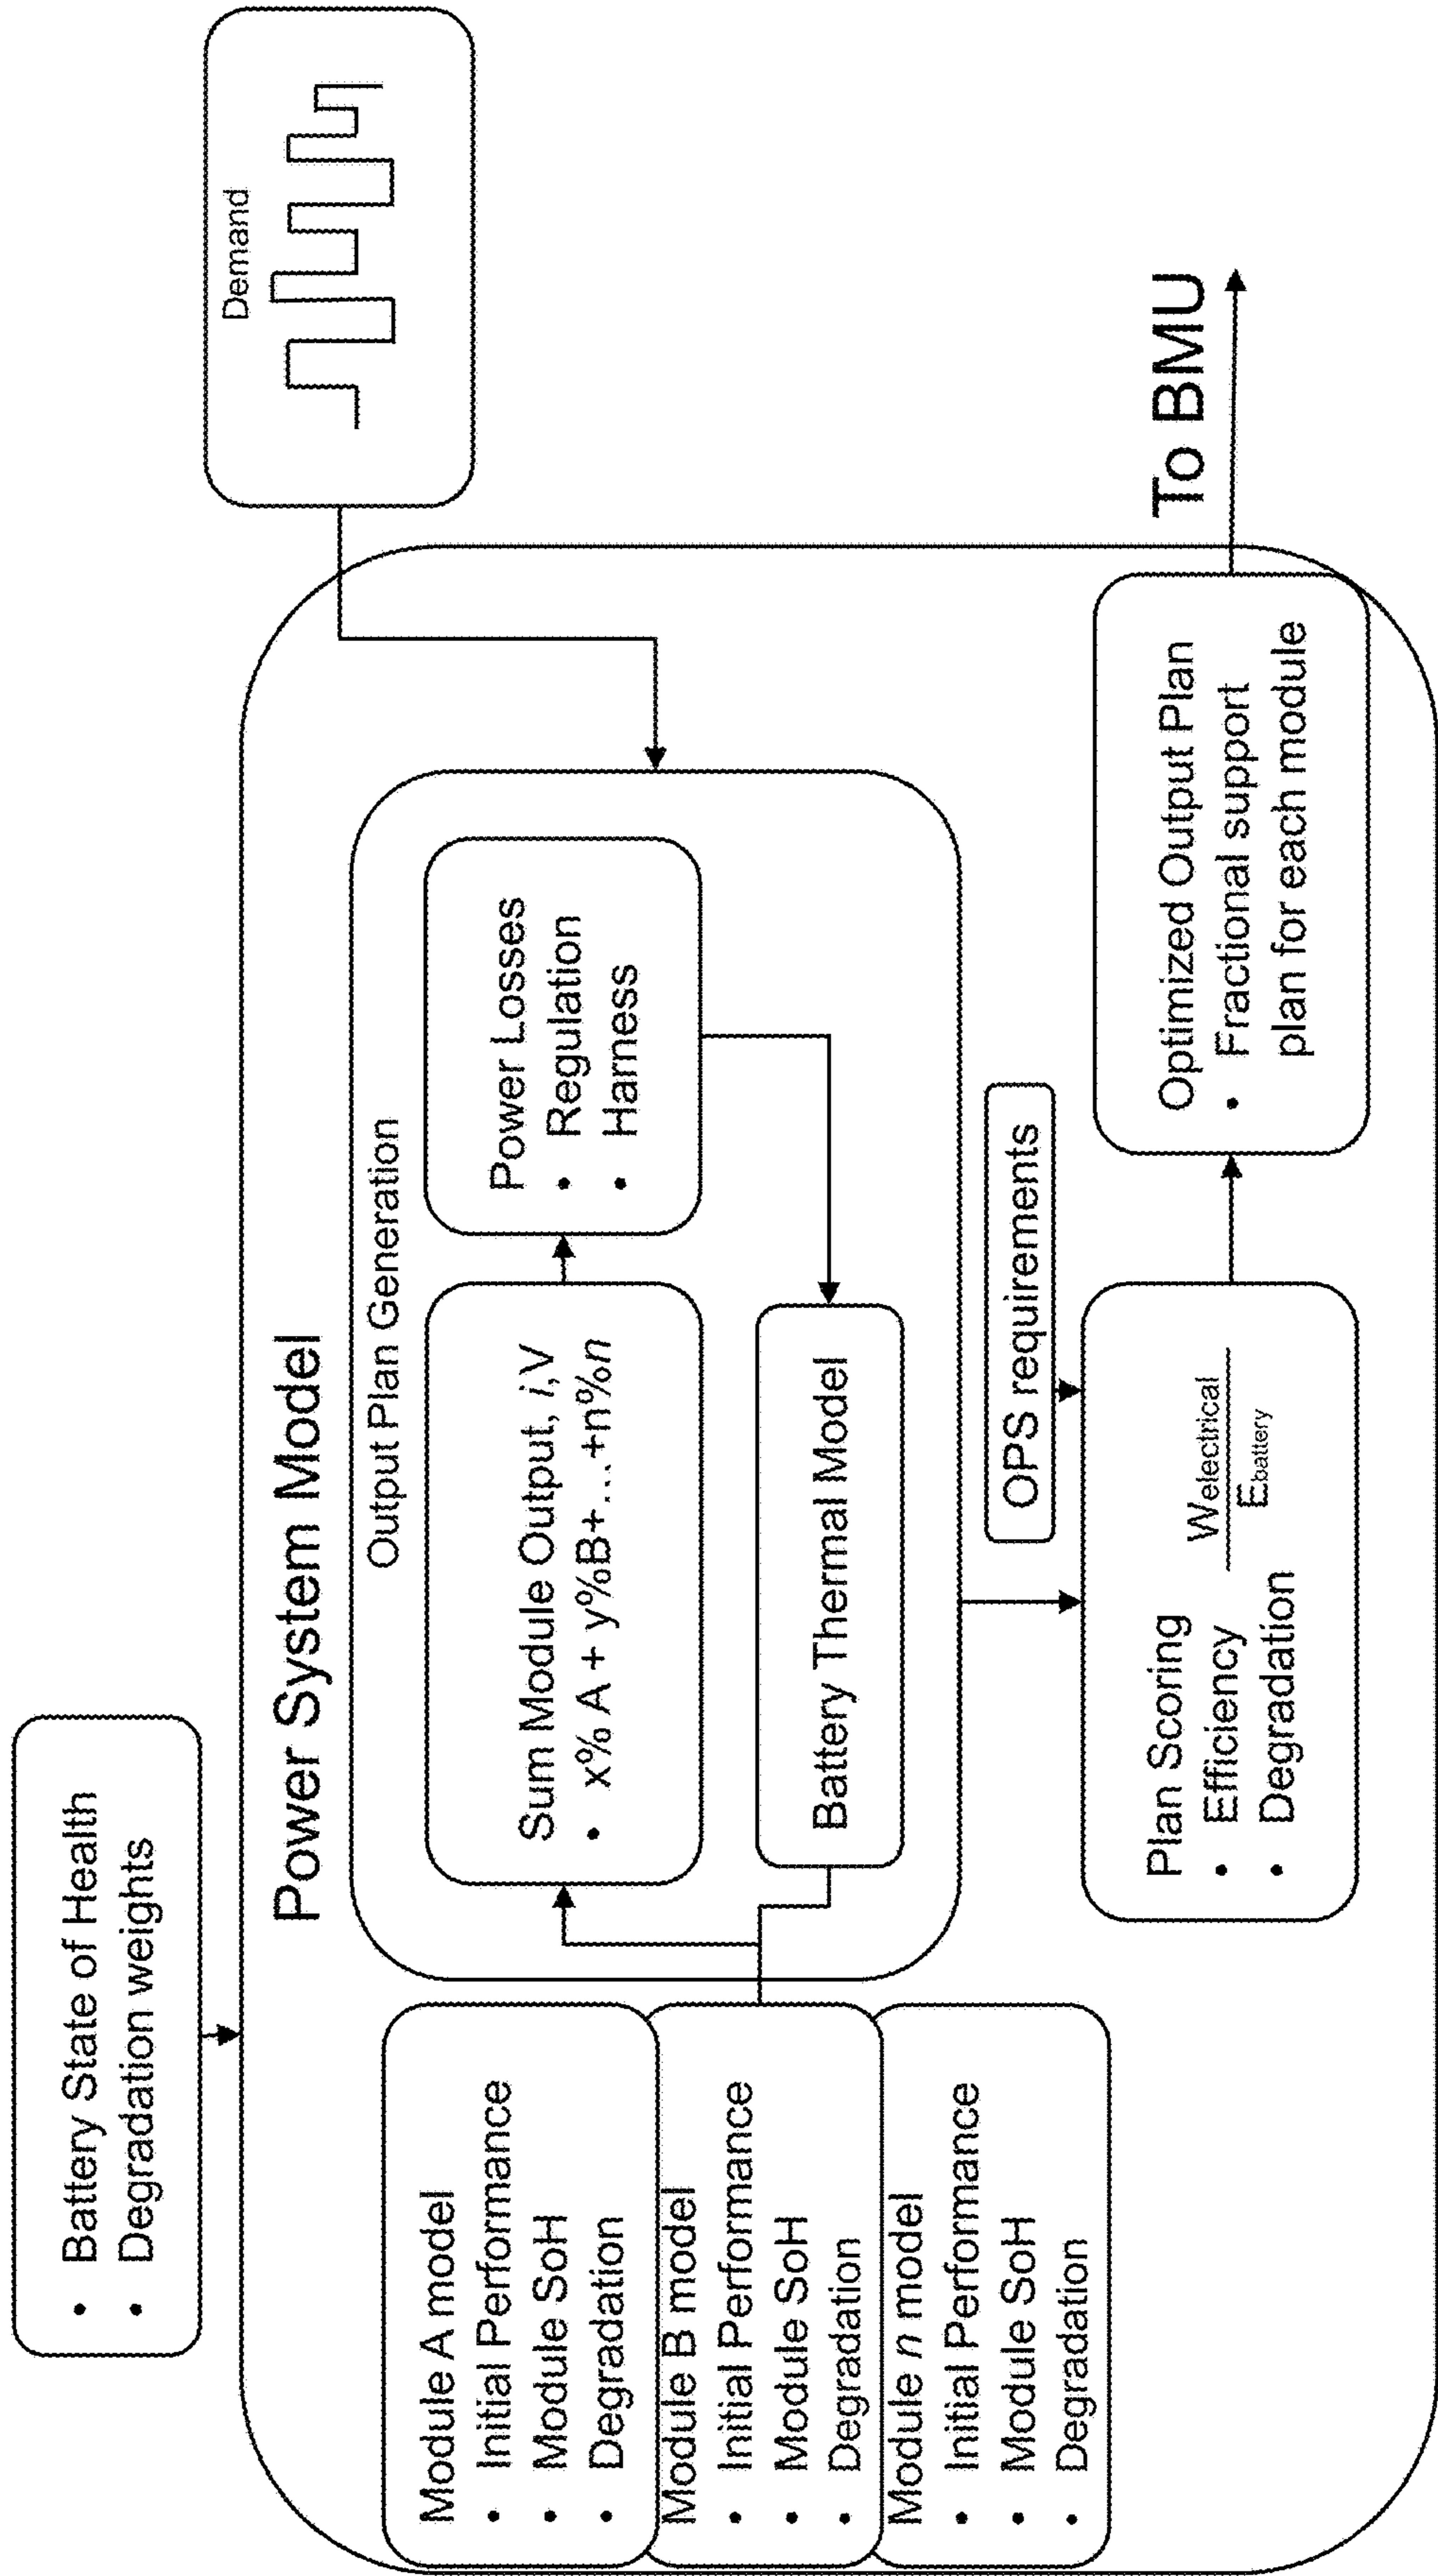 • Battery State of Health
• Degradation weights
Demand
Power System Model
Output Plan Generation
Module A model
• Initial Performance
• Module SoH
• Degradation
Module B model
• Initial Performance
• Module SoH
• Degradation
Module n model
• Initial Performance
• Module SoH
• Degradation
Sum Module Output, i,V
• x% A + y%B+...+n%n
Power Losses
• Regulation
• Harness
Battery Thermal Model
OPS requirements
Plan Scoring
• Efficiency
• Degradation
Welectrical
Ebattery
Optimized Output Plan
• Fractional support
plan for each module
To BMU